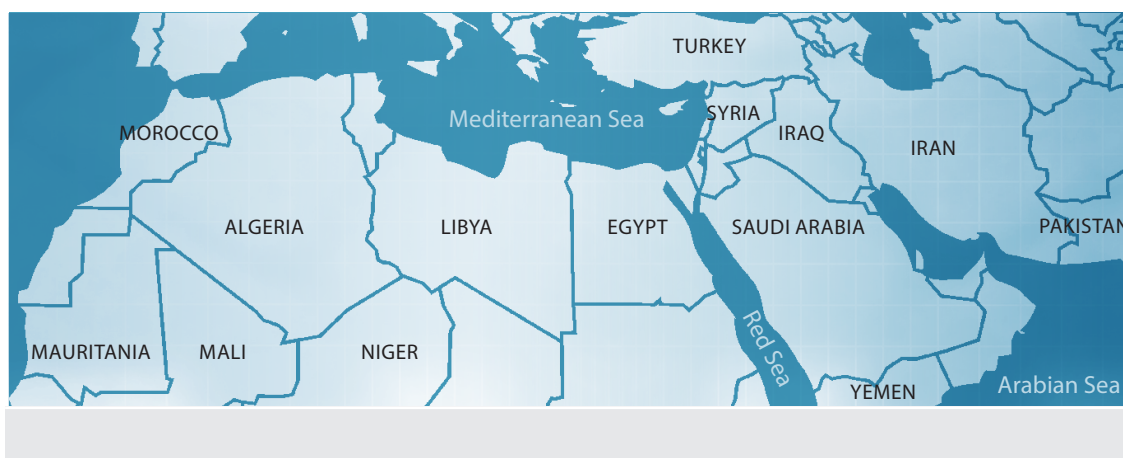 TURKEY
Mediterranean Sea
SYRIA
MOROCCO
IRAQ
IRAN
ALGERIA
LIBYA
EGYPT
SAUDI ARABIA
PAKISTAN
Red Sea
MAURITANIA
MALI
NIGER
YEMEN
Arabian Sea